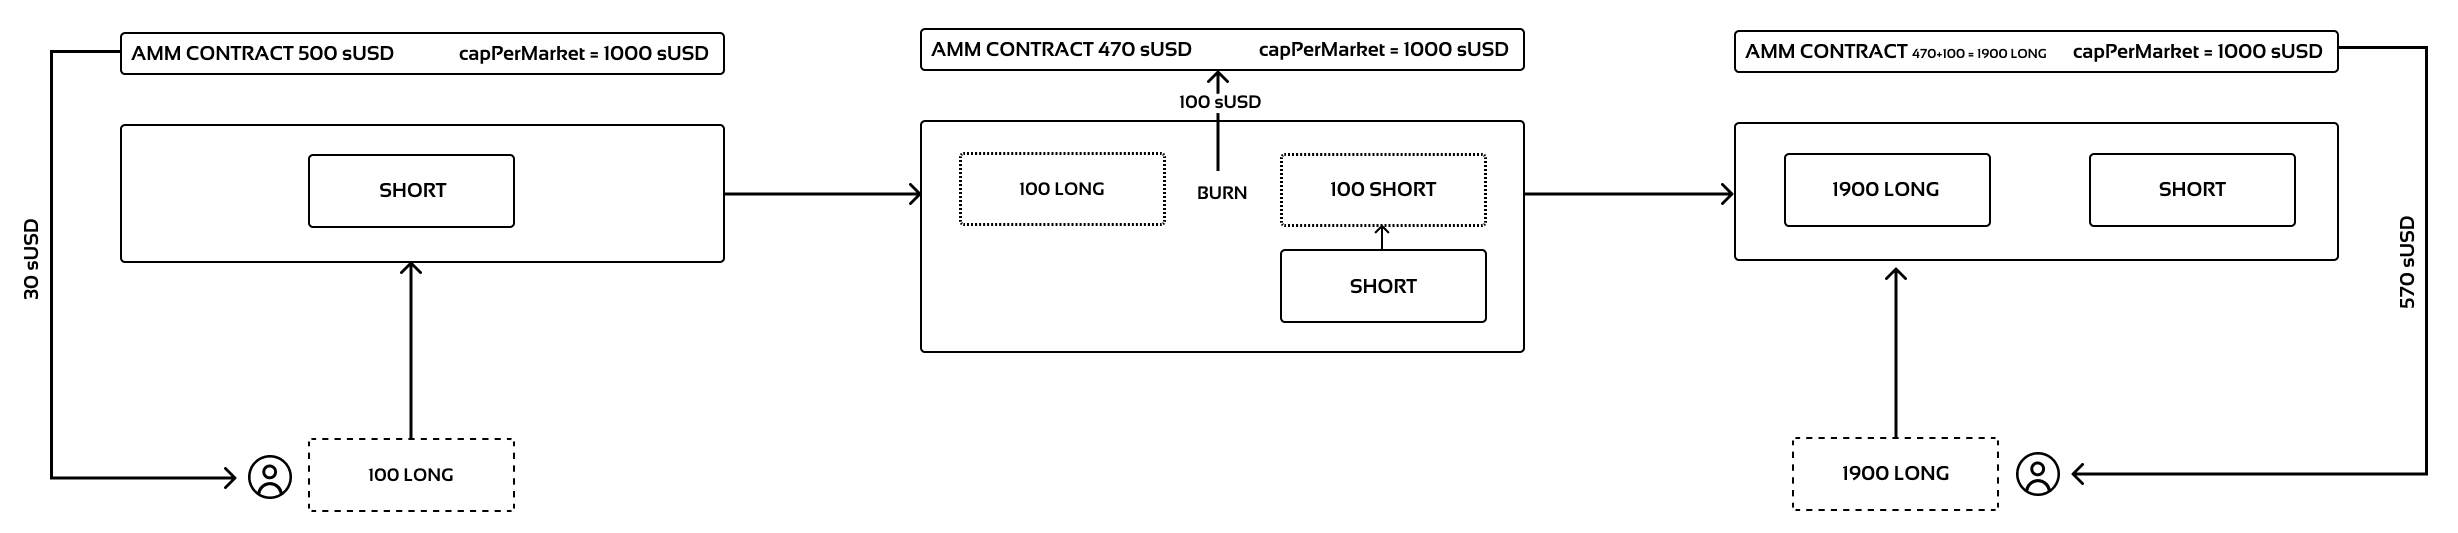 AMM CONTRACT 500 sUSD capPerMarket = 1000 sUSD
SHORT
30 sUSD
100 LONG
AMM CONTRACT 470 sUSD capPerMarket = 1000 sUSD
100 sUSD
100 LONG
BURN
100 SHORT
SHORT
AMM CONTRACT 470+100 = 1900 LONG capPerMarket = 1000 sUSD
1900 LONG
SHORT
570 sUSD
1900 LONG